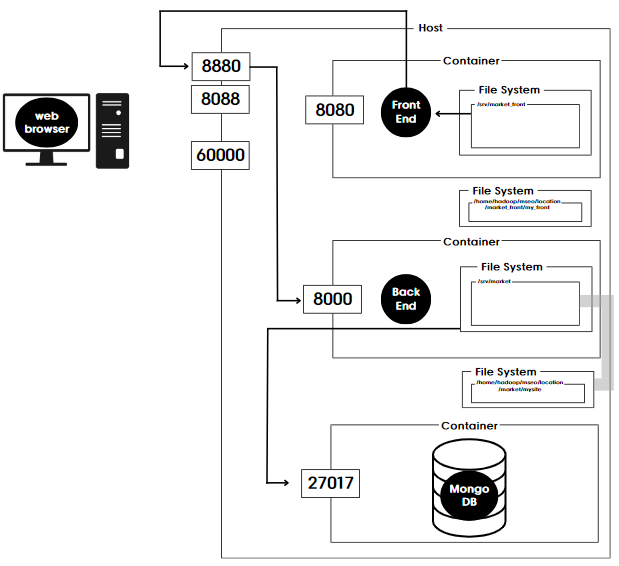 Host
web
browser
8880
8088
60000
Container
8080
Front
End
File System
/srv/market_front
File System
/home/hadoop/mseo/location
/market_front/my_front
Container
8000
Back
End
File System
/srv/market
File System
/home/hadoop/mseo/location
/market/mysite
Container
27017
Mongo
DB